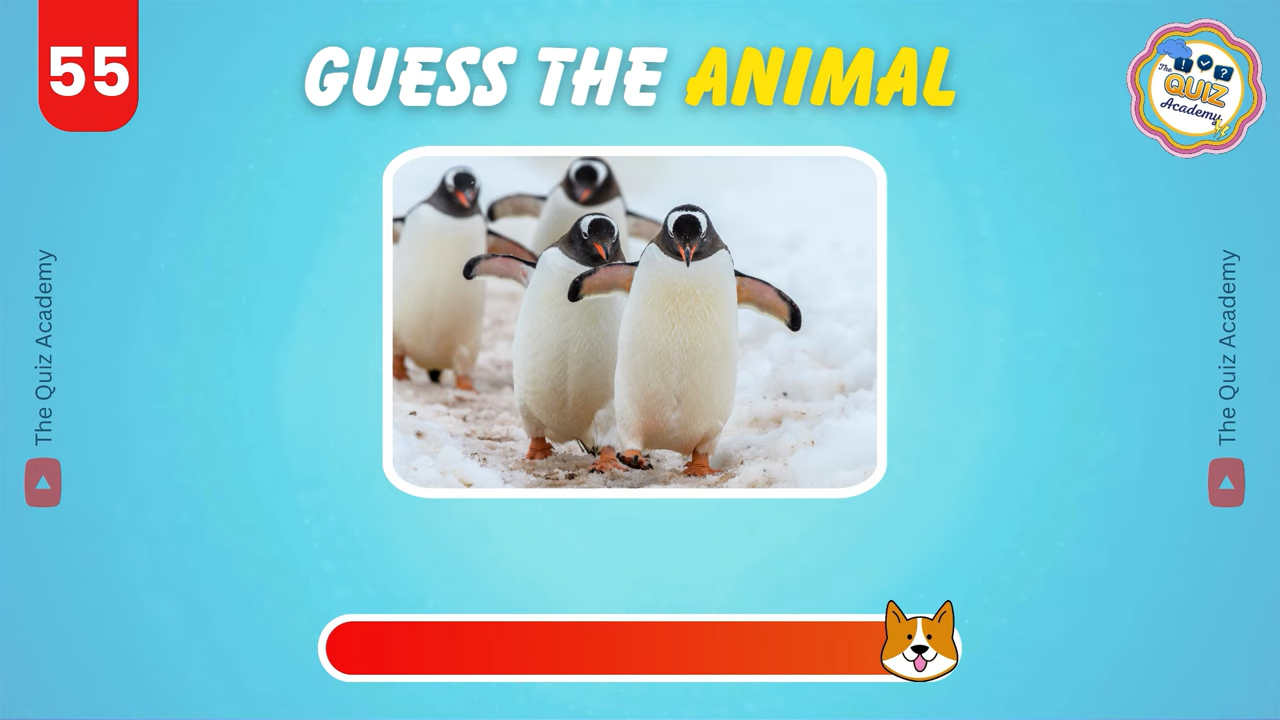 55
GUESS THE ANIMAL
The
! ?
QUIZ
Academy
The Quiz Academy
The Quiz Academy